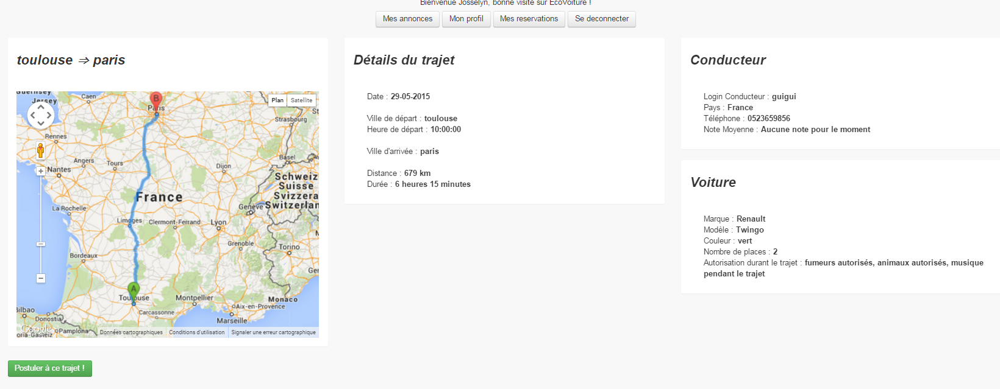 Bienvenue Josselyn, bonne visite sur EcoVoiture !
Mes annonces
Mon profil
Mes reservations
Se deconnecter
toulouse ⇒ paris
Guernsey
Jersey
Caen
Plan
Satellite
B
Paris
Strasbourg
Rennes
Angers
Tours
Nantes
Dijon
Basel
Schweiz
Suisse
Svizzera
Switzerlan
France
La Rochelle
Genève
Limoges
Clermont-Ferrand
Lyon
Grenoble
Torino
Bordeaux
A
Toulouse
Montpellier
Monaco
Aix-en-Provence
Carcassonne
Marseille
Bilbao
Donostia
Google
Pamplona
oria-Gasteiz
Données cartographiques
Conditions d'utilisation
Signaler une erreur cartographique
Postuler à ce trajet !
Détails du trajet
Date : 29-05-2015
Ville de départ : toulouse
Heure de départ : 10:00:00
Ville d'arrivée : paris
Distance : 679 km
Durée : 6 heures 15 minutes
Conducteur
Login Conducteur : guigui
Pays : France
Téléphone : 0523659856
Note Moyenne : Aucune note pour le moment
Voiture
Marque : Renault
Modèle : Twingo
Couleur : vert
Nombre de places : 2
Autorisation durant le trajet : fumeurs autorisés, animaux autorisés, musique
pendant le trajet